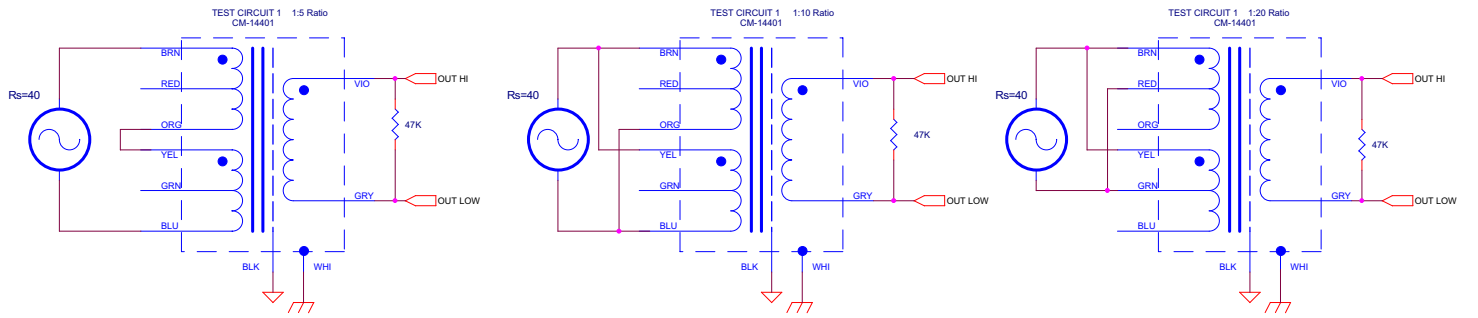 TEST CIRCUIT 1 1:5 Ratio
CM-14401
BRN
RED
ORG
YEL
GRN
BLU
VIO
GRY
BLK
WHI
Rs=40
47K
OUT HI
OUT LOW
TEST CIRCUIT 1 1:10 Ratio
CM-14401
BRN
RED
ORG
YEL
GRN
BLU
VIO
GRY
BLK
WHI
Rs=40
47K
OUT HI
OUT LOW
TEST CIRCUIT 1 1:20 Ratio
CM-14401
BRN
RED
ORG
YEL
GRN
BLU
VIO
GRY
BLK
WHI
Rs=40
47K
OUT HI
OUT LOW